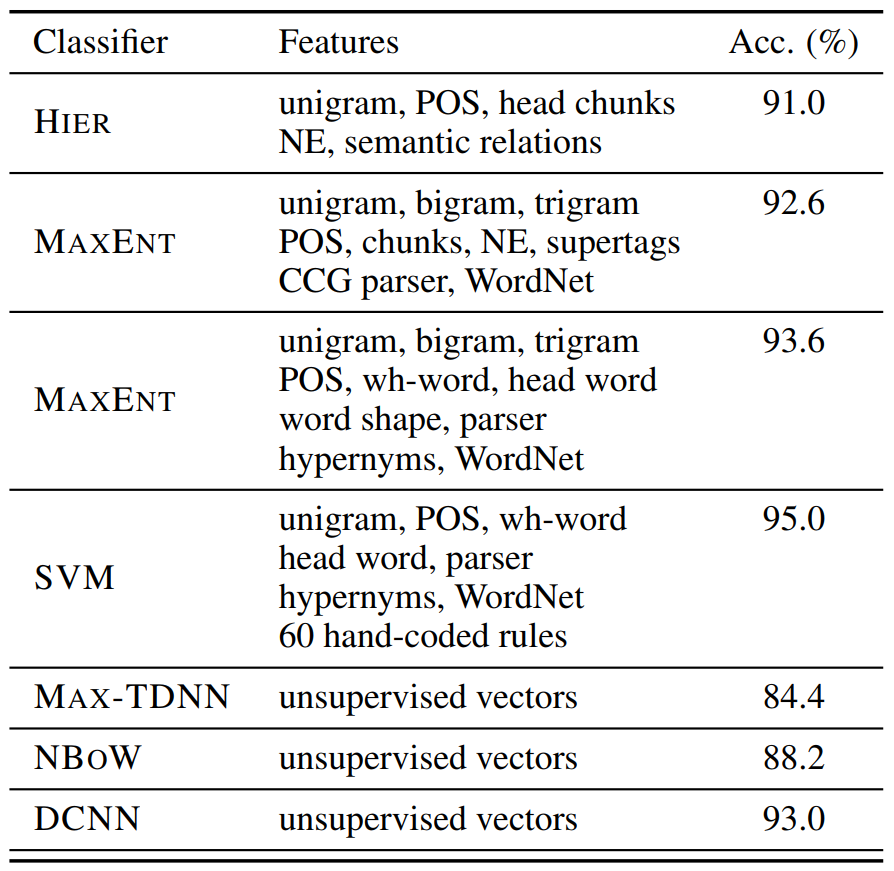 Classifier Features Acc. (%)
HIER unigram, POS, head chunks 91.0
NE, semantic relations
MAXENT unigram, bigram, trigram 92.6
POS, chunks, NE, supertags
CCG parser, WordNet
MAXENT unigram, bigram, trigram 93.6
POS, wh-word, head word
word shape, parser
hypernyms, WordNet
SVM unigram, POS, wh-word 95.0
head word, parser
hypernyms, WordNet
60 hand-coded rules
MAX-TDNN unsupervised vectors 84.4
NBOW unsupervised vectors 88.2
DCNN unsupervised vectors 93.0